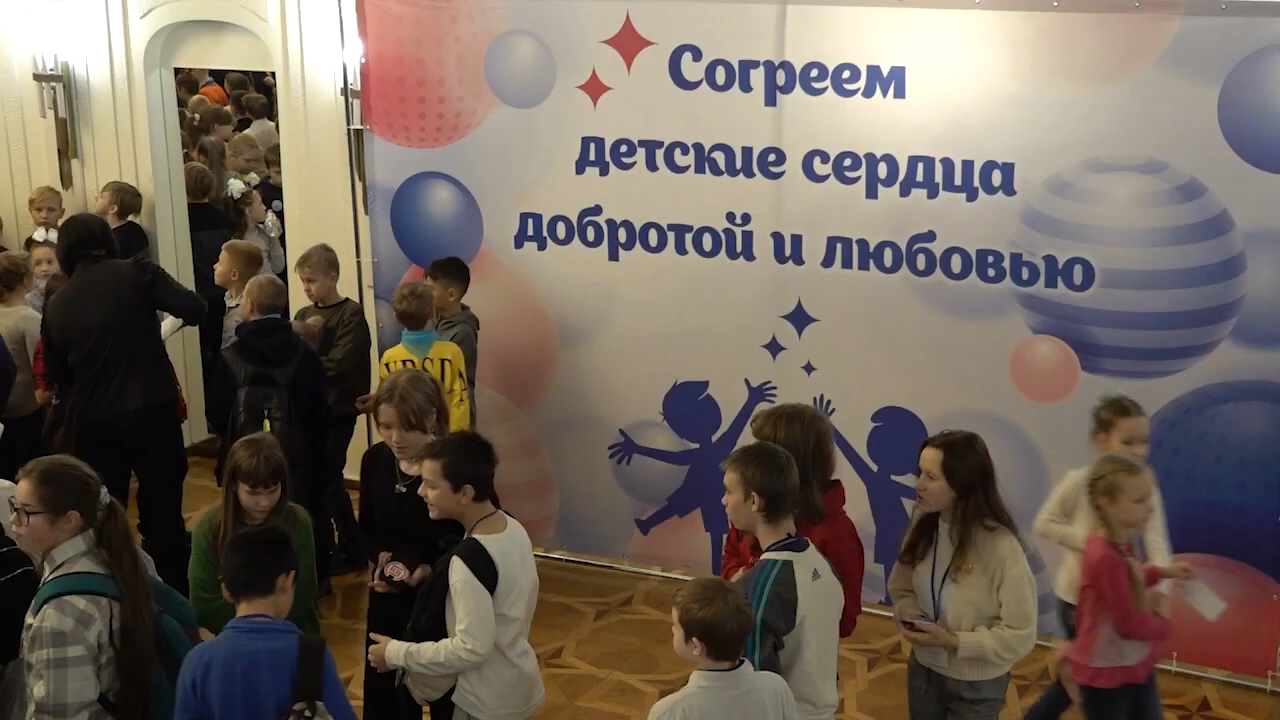 Согреем
детские сердца
добротой и любовью